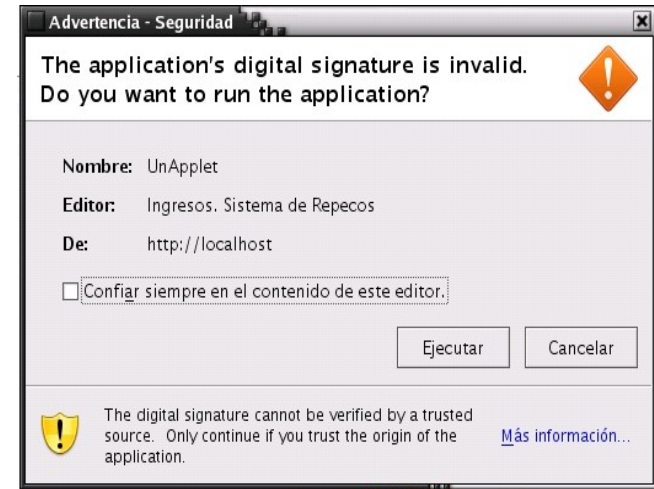 Advertencia - Seguridad
The application's digital signature is invalid.
Do you want to run the application?
Nombre: UnApplet
Editor: Ingresos. Sistema de Repecos
De: http://localhost
Confiar siempre en el contenido de este editor.
Ejecutar Cancelar
The digital signature cannot be verified by a trusted
source. Only continue if you trust the origin of the
application.
Más información...